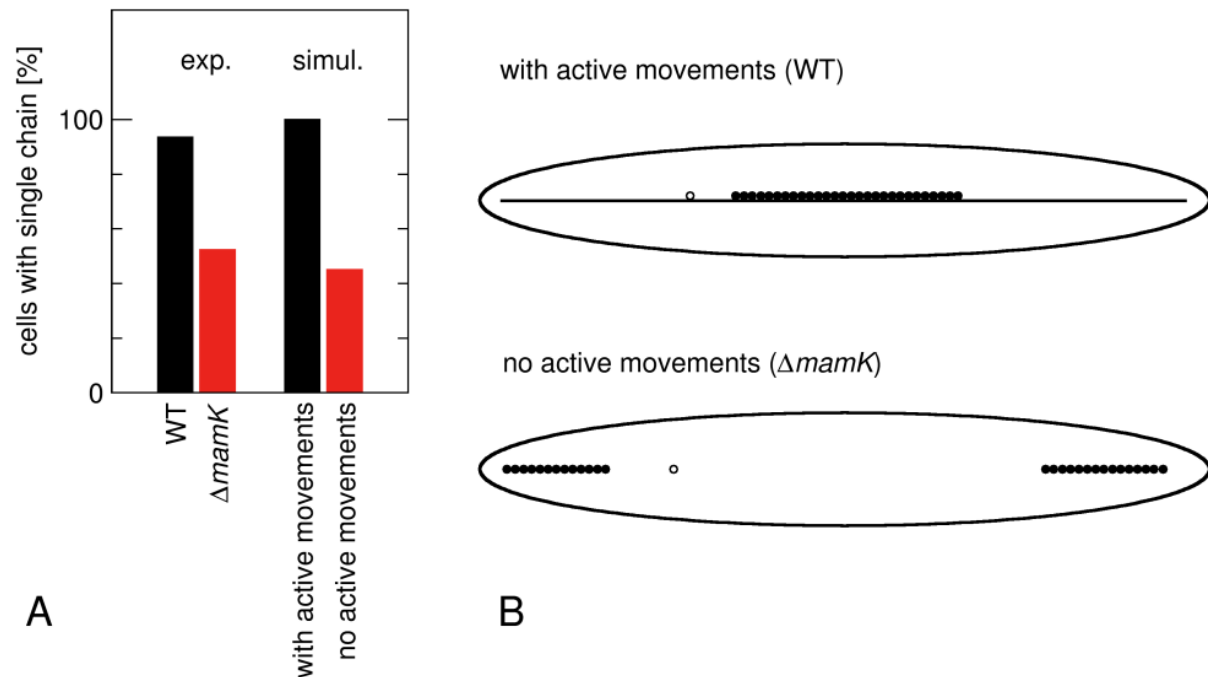 cells with single chain [%]
exp.
simul.
100
0
WT
ΔmamK
with active movements
no active movements
A
with active movements (WT)
no active movements (ΔmamK)
B